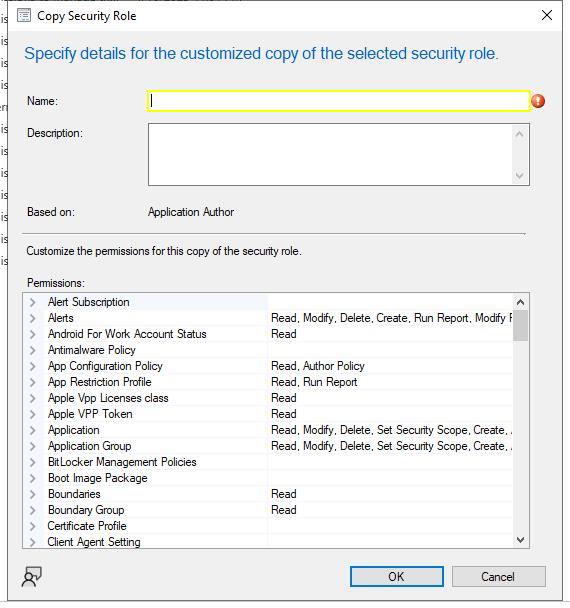 Copy Security Role
Specify details for the customized copy of the selected security role.
Name:
Description:
Based on: Application Author
Customize the permissions for this copy of the security role.
Permissions:
Alert Subscription
Alerts Read, Modify, Delete, Create, Run Report, Modify
Android For Work Account Status Read
Antimalware Policy
App Configuration Policy Read, Author Policy
App Restriction Profile Read, Run Report
Apple Vpp Licenses class Read
Apple VPP Token Read
Application Read, Modify, Delete, Set Security Scope, Create,
Application Group Read, Modify, Delete, Set Security Scope, Create,
BitLocker Management Policies
Boot Image Package
Boundaries Read
Boundary Group Read
Certificate Profile
Client Agent Setting
OK Cancel